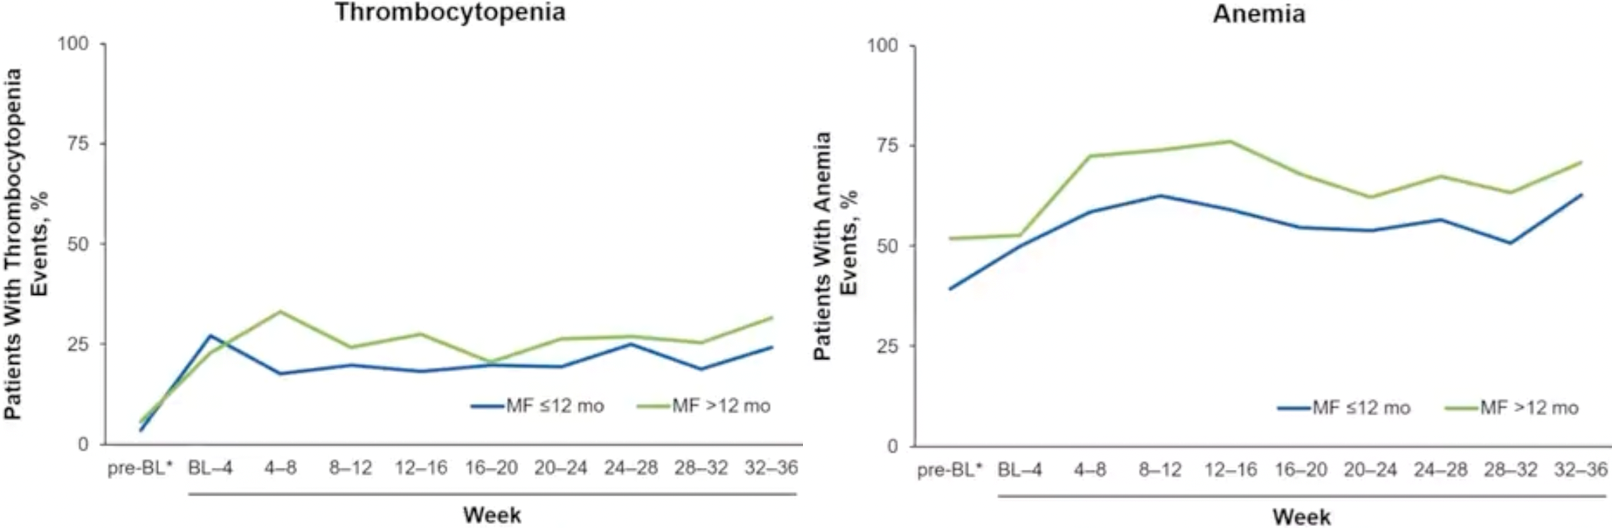 Thrombocytopenia
Patients With Thrombocytopenia
Events, %
100
75
50
25
0
MF ≤12 mo
MF >12 mo
pre-BL* BL–4 4–8 8–12 12–16 16–20 20–24 24–28 28–32 32–36
Week
Anemia
Patients With Anemia
Events, %
100
75
50
25
0
MF ≤12 mo
MF >12 mo
pre-BL* BL–4 4–8 8–12 12–16 16–20 20–24 24–28 28–32 32–36
Week